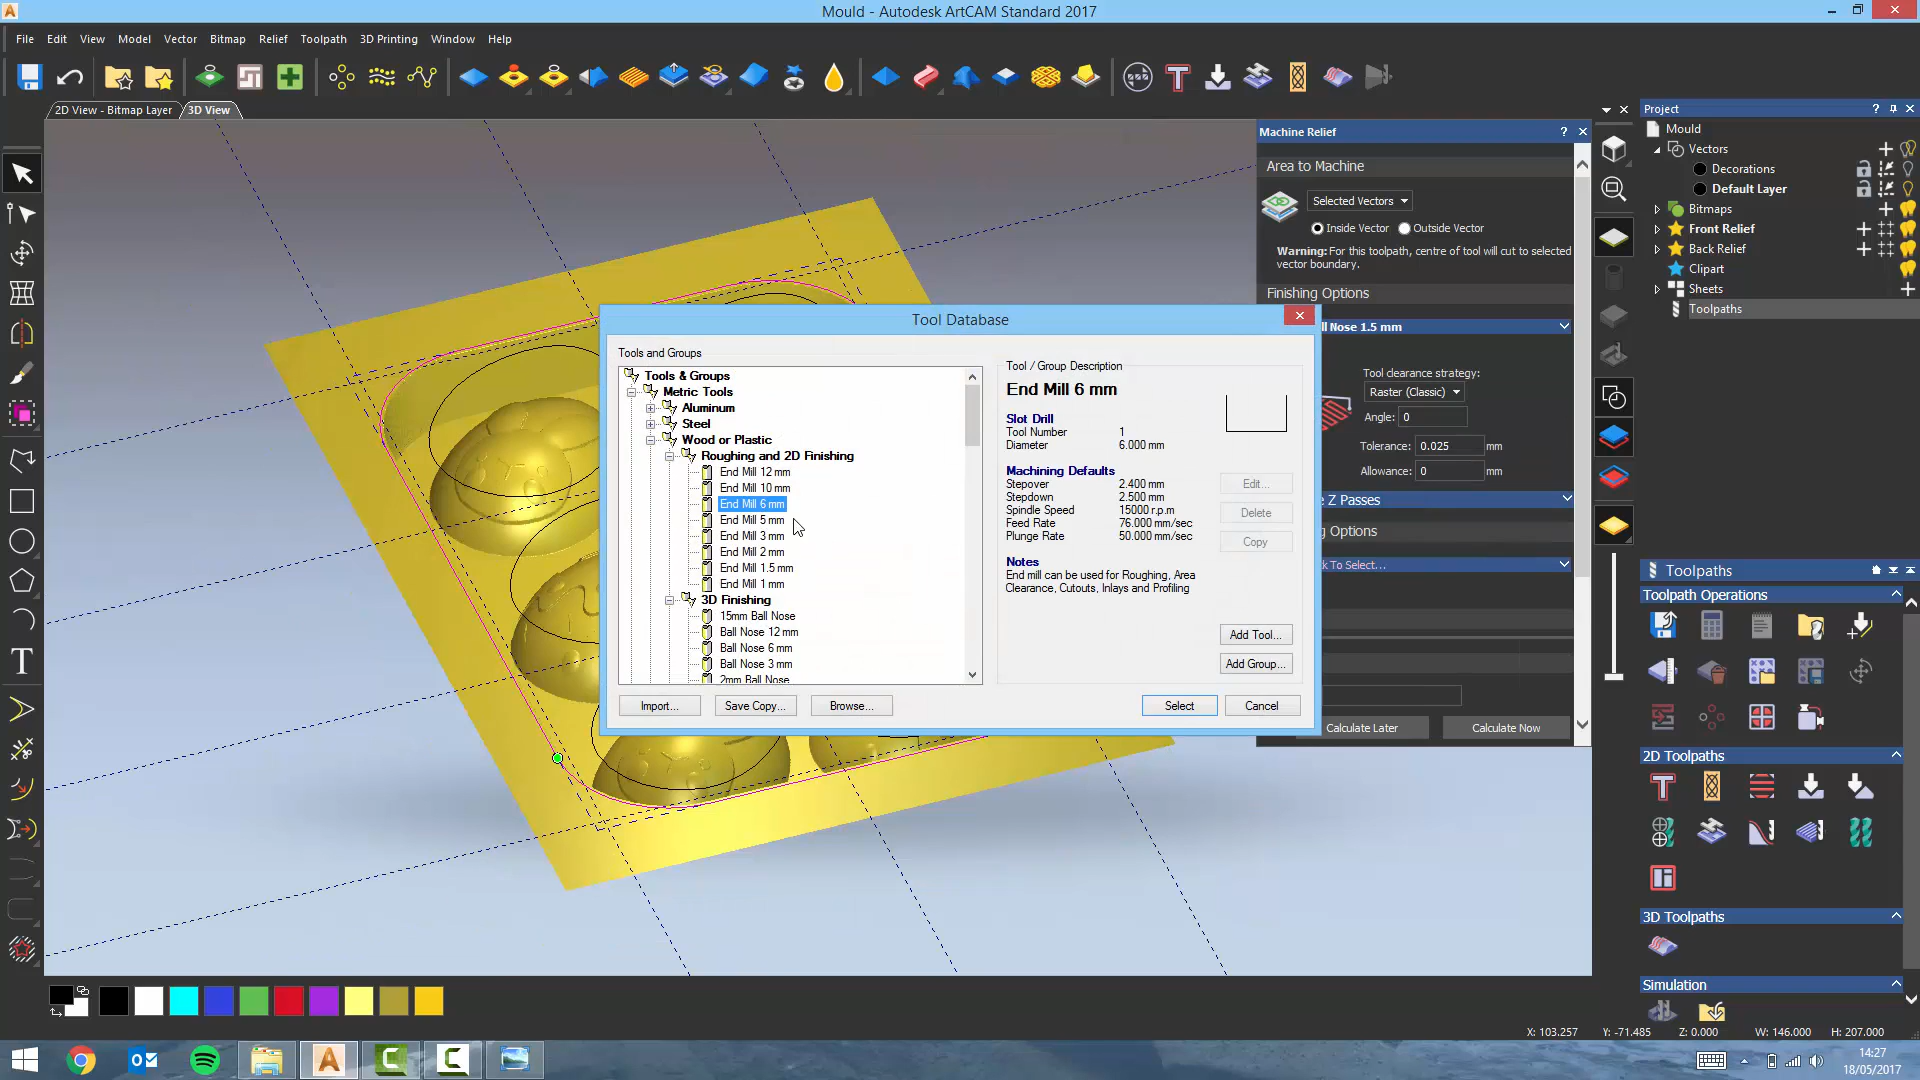 Mould - Autodesk ArtCAM Standard 2017
File Edit View Model Vector Bitmap Relief Toolpath 3D Printing Window Help
2D View - Bitmap Layer
3D View
Machine Relief
Area to Machine
Selected Vectors
Inside Vector Outside Vector
Warning: For this toolpath, centre of tool will cut to selected
vector boundary.
Finishing Options
ll Nose 1.5 mm
Tool clearance strategy:
Raster (Classic)
Angle: 0
Tolerance: 0.025 mm
Allowance: 0 mm
e Z Passes
g Options
k To Select...
Calculate Later
Calculate Now
Tool Database
Tools and Groups
Tools & Groups
Metric Tools
Aluminum
Steel
Wood or Plastic
Roughing and 2D Finishing
End Mill 12 mm
End Mill 10 mm
End Mill 6 mm
End Mill 5 mm
End Mill 3 mm
End Mill 2 mm
End Mill 1.5 mm
End Mill 1 mm
3D Finishing
15mm Ball Nose
Ball Nose 12 mm
Ball Nose 6 mm
Ball Nose 3 mm
2mm Ball Nose
Tool / Group Description
End Mill 6 mm
Slot Drill
Tool Number 1
Diameter 6.000 mm
Machining Defaults
Stepover 2.400 mm
Stepdown 2.500 mm
Spindle Speed 15000 r.p.m
Feed Rate 76.000 mm/sec
Plunge Rate 50.000 mm/sec
Notes
End mill can be used for Roughing, Area
Clearance, Cutouts, Inlays and Profiling
Edit...
Delete
Copy
Add Tool...
Add Group...
Import...
Save Copy...
Browse...
Select
Cancel
Project
Mould
Vectors
Decorations
Default Layer
Bitmaps
Front Relief
Back Relief
Clipart
Sheets
Toolpaths
Toolpaths
Toolpath Operations
2D Toolpaths
3D Toolpaths
Simulation
X: 103.257 Y: -71.485 Z: 0.000 W: 146.000 H: 207.000
14:27
18/05/2017